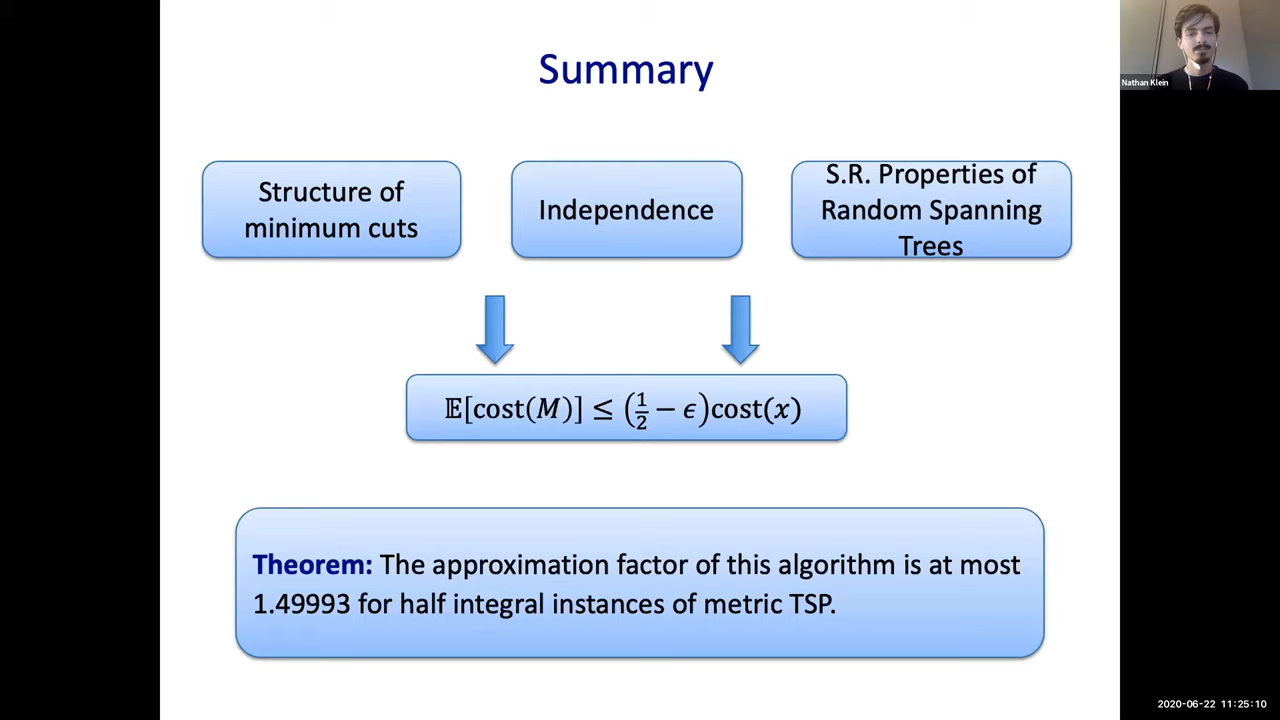 Summary
Nathan Klein
Structure of
minimum cuts
Independence
S.R. Properties of
Random Spanning
Trees
𝔼[cost(M)] ≤ (1/2 − ϵ)cost(x)
Theorem: The approximation factor of this algorithm is at most
1.49993 for half integral instances of metric TSP.
2020-06-22 11:25:10